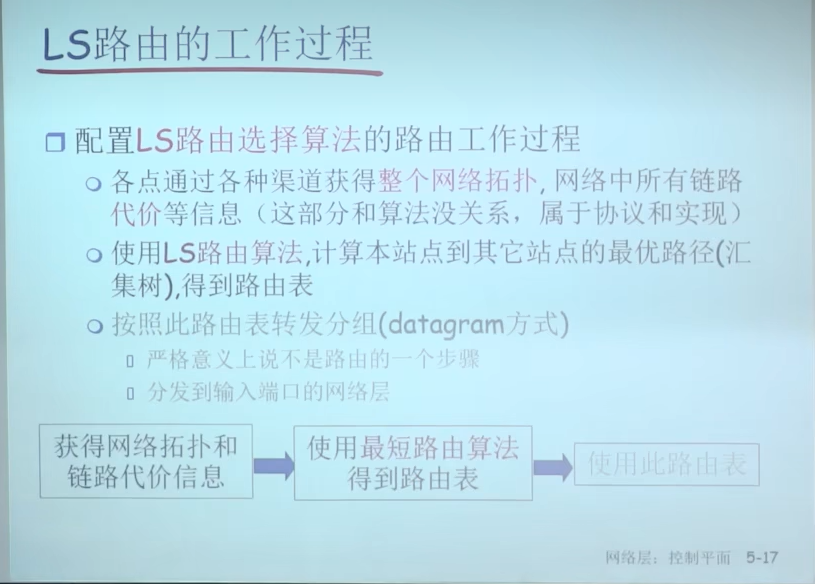 LS路由的工作过程
配置LS路由选择算法的路由工作过程
各点通过各种渠道获得整个网络拓扑, 网络中所有链路
代价等信息（这部分和算法没关系，属于协议和实现）
使用LS路由算法,计算本站点到其它站点的最优路径(汇
集树),得到路由表
按照此路由表转发分组(datagram方式)
严格意义上说不是路由的一个步骤
分发到输入端口的网络层
获得网络拓扑和
链路代价信息
使用最短路由算法
得到路由表
使用此路由表
网络层：控制平面 5-17